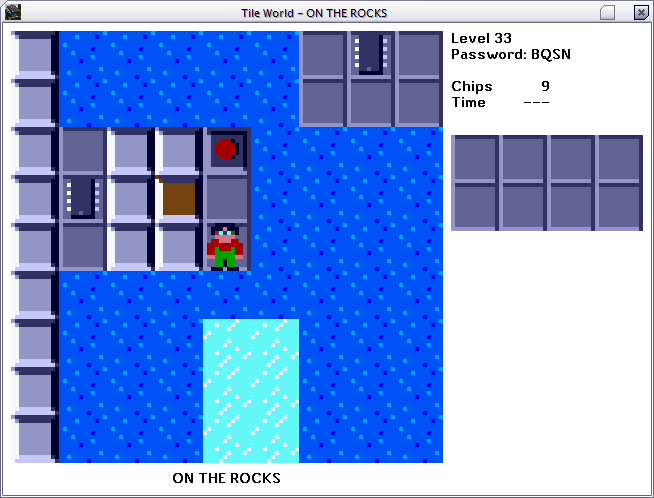 Tile World - ON THE ROCKS
Level 33
Password: BQSN
Chips 9
Time ---
ON THE ROCKS